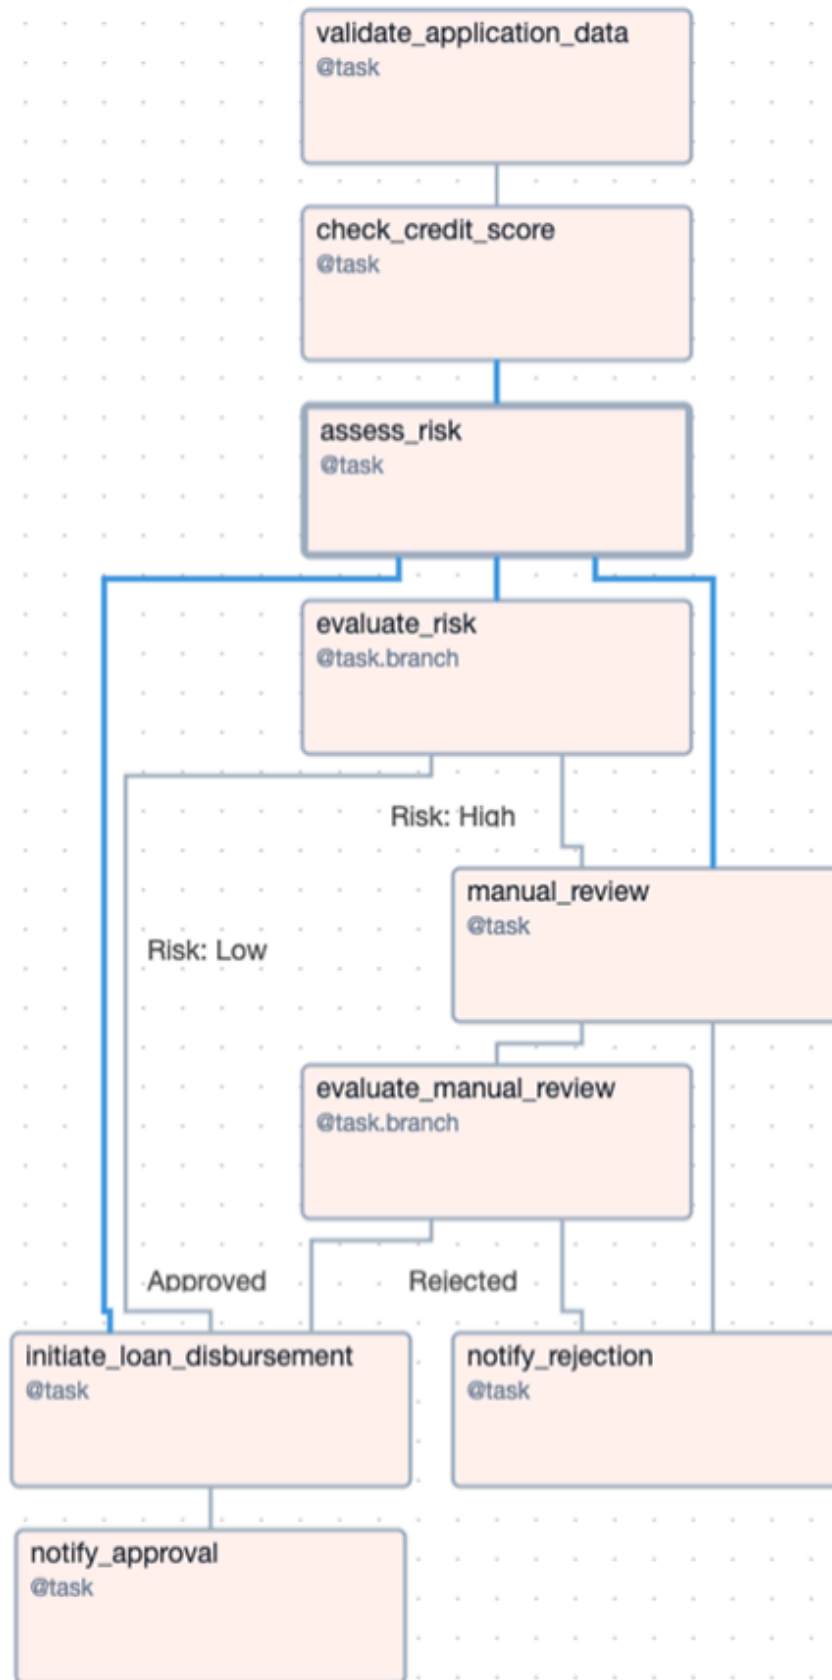 validate_application_data
@task
check_credit_score
@task
assess_risk
@task
evaluate_risk
@task.branch
Risk: High
manual_review
@task
Risk: Low
evaluate_manual_review
@task.branch
Approved
Rejected
initiate_loan_disbursement
@task
notify_rejection
@task
notify_approval
@task